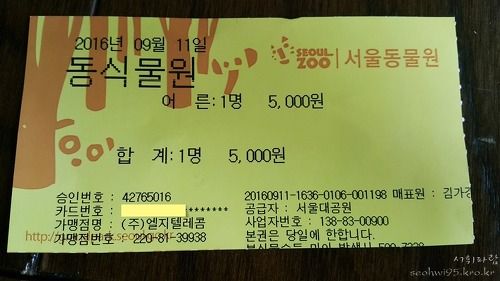 2016년 09월 11일
SEOUL ZOO 서울동물원
동식물원
어 른:1명 5,000원
합 계:1명 5,000원
승인번호 : 42765016
카드번호 : *******
가맹점명 : (주)엘지텔레콤
가맹점번호 : 220-81-39938
20160911-1636-0106-001198 매표원 : 김가
공급자 : 서울대공원
사업자번호 : 138-83-00900
본권은 당일에 한합니다.
서휘파람
seohwi95.kro.kr